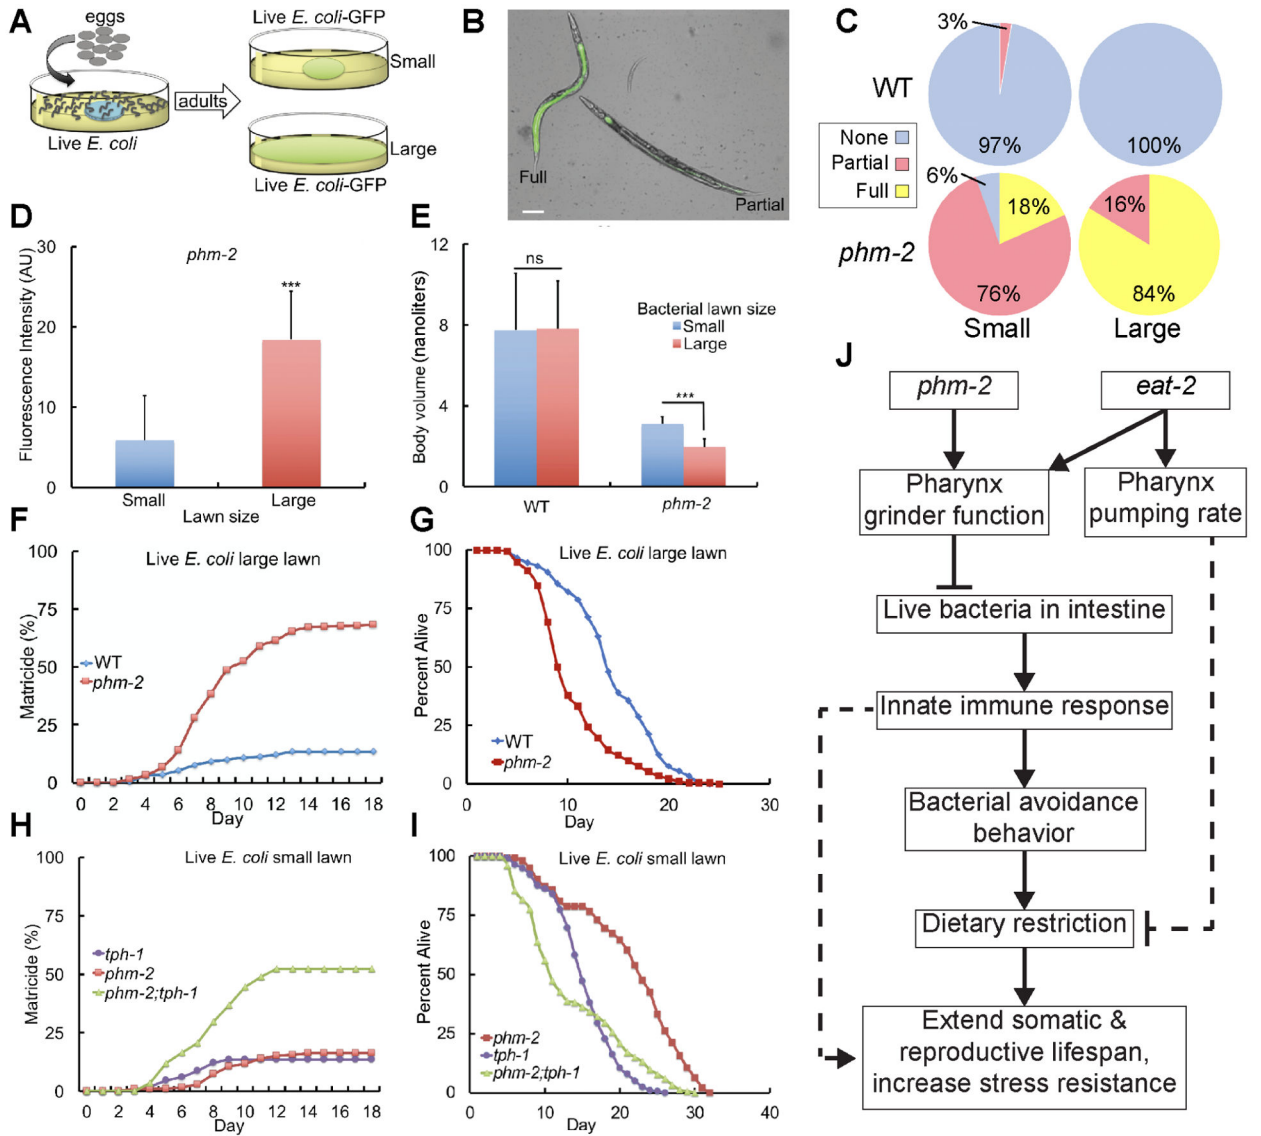 A
eggs
Live E. coli
adults
Live E. coli-GFP
Small
Large
Live E. coli-GFP
B
Full
Partial
C
3%
WT
97%
100%
None
Partial
Full
6%
18%
16%
phm-2
76%
84%
Small
Large
D
phm-2
Fluorescence Intensity (AU)
30
20
10
0
***
Small
Large
Lawn size
E
Body volume (nanoliters)
12
8
4
0
ns
Bacterial lawn size
Small
Large
***
WT
phm-2
F
Live E. coli large lawn
Matricide (%)
100
75
50
25
0
WT
phm-2
0 2 4 6 8 10 12 14 16 18
Day
G
Live E. coli large lawn
Percent Alive
100
75
50
25
0
WT
phm-2
0 10 20 30
Day
H
Live E. coli small lawn
Matricide (%)
100
75
50
25
0
tph-1
phm-2
phm-2;tph-1
0 2 4 6 8 10 12 14 16 18
Day
I
Live E. coli small lawn
Percent Alive
100
75
50
25
0
phm-2
tph-1
phm-2;tph-1
0 10 20 30 40
Day
J
phm-2
eat-2
Pharynx
grinder function
Pharynx
pumping rate
Live bacteria in intestine
Innate immune response
Bacterial avoidance
behavior
Dietary restriction
Extend somatic &
reproductive lifespan,
increase stress resistance